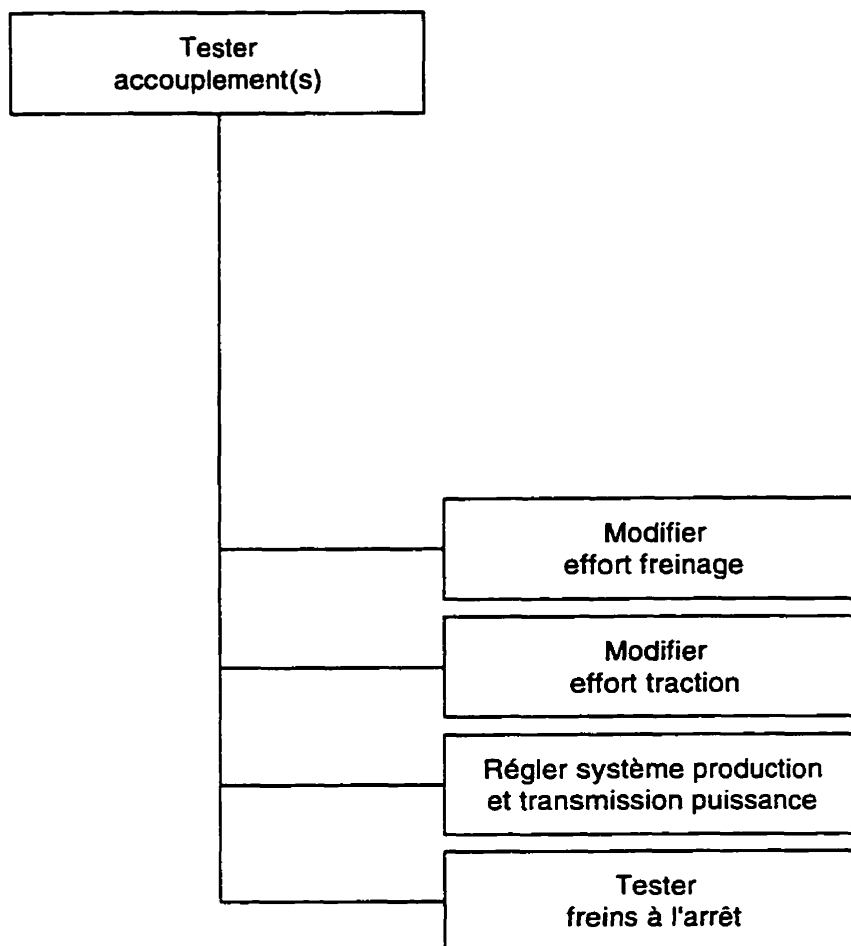 Tester
accouplement(s)
Modifier
effort freinage
Modifier
effort traction
Régler système production
et transmission puissance
Tester
freins à l'arrêt